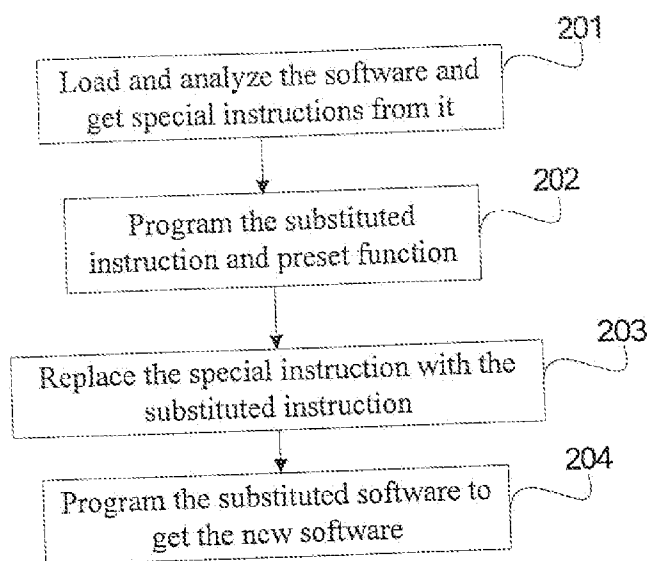 201
Load and analyze the software and
get special instructions from it
202
Program the substituted
instruction and preset function
203
Replace the special instruction with the
substituted instruction
204
Program the substituted software to
get the new software